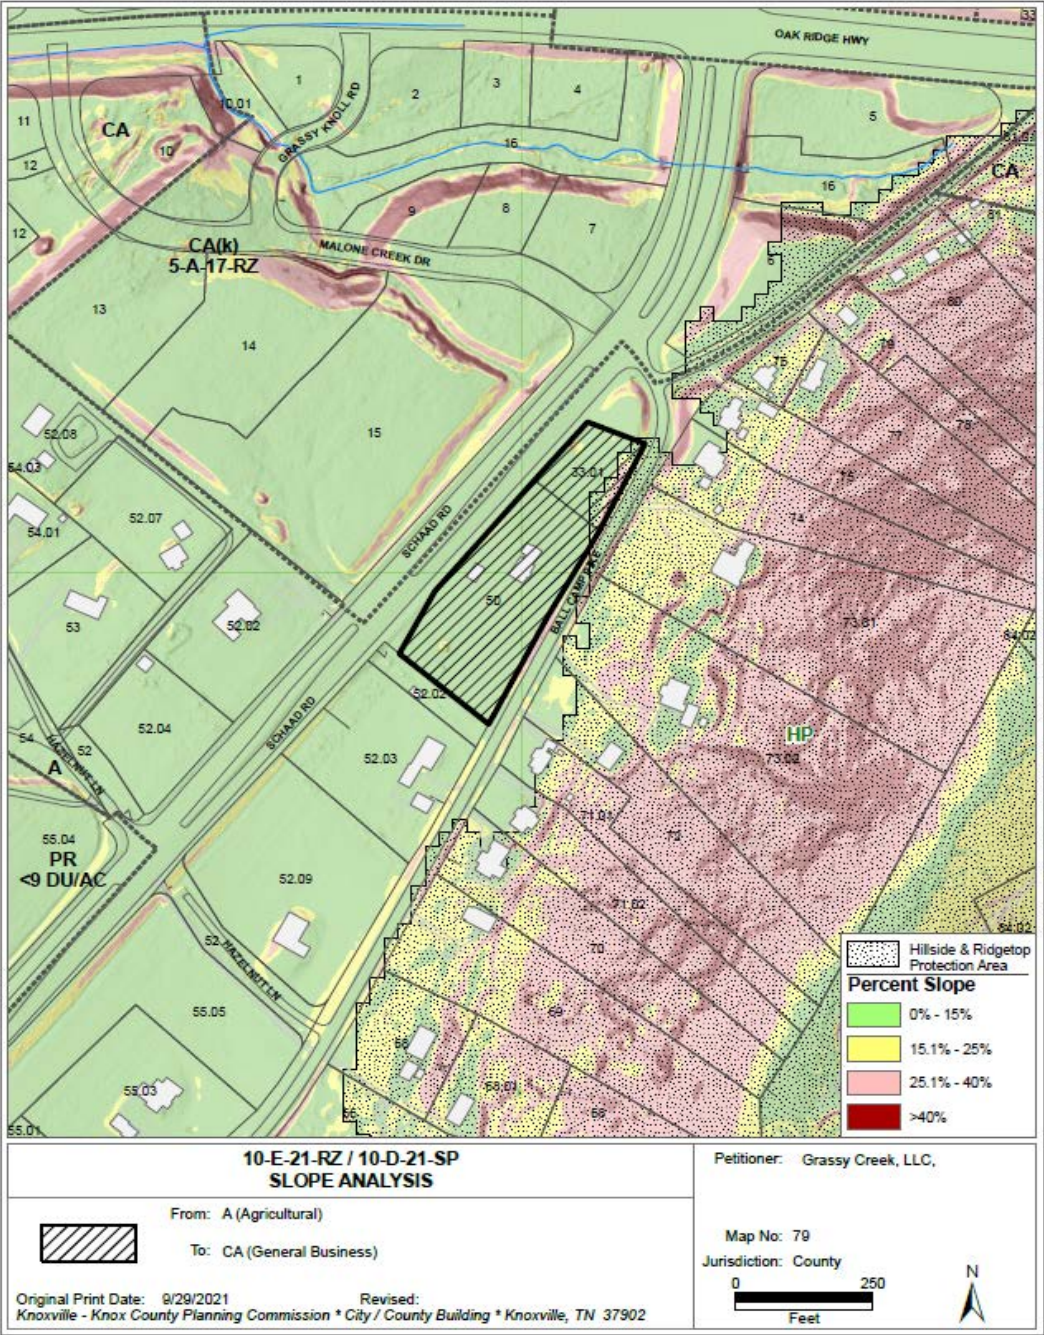 33
OAK RIDGE HWY
1
2
3
4
5
10.01
GRASSY KNOLL RD
11
CA
10
12
16
CA
16
12
9
8
7
CA(k)
5-A-17-RZ
MALONE CREEK DR
13
14
15
52.08
54.03
33.01
77
74
54.01
52.07
SCHAAD RD
50
BALL CAMP PIKE
53
52.02
73.01
84.02
52.02
HP
73.02
54
52
52.04
SCHAAD RD
HAZELNUT LN
A
52.03
55.04
PR
<9 DU/AC
52.09
71.01
72
71.02
70
84.02
52
HAZELNUT LN
55.05
69
55.03
68.01
55.01
Hillside & Ridgetop
Protection Area
Percent Slope
0% - 15%
15.1% - 25%
25.1% - 40%
>40%
10-E-21-RZ / 10-D-21-SP
SLOPE ANALYSIS
From: A (Agricultural)
To: CA (General Business)
Original Print Date: 9/29/2021 Revised:
Knoxville - Knox County Planning Commission * City / County Building * Knoxville, TN 37902
Petitioner: Grassy Creek, LLC,
Map No: 79
Jurisdiction: County
0 250
Feet
N